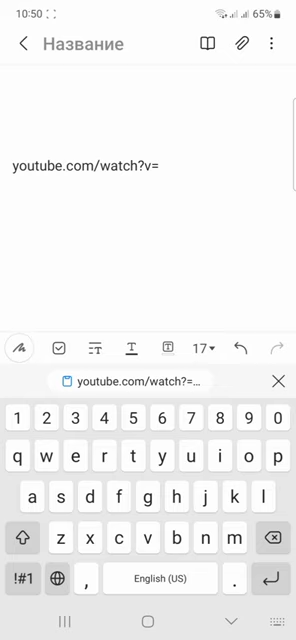 10:50
65%
Название
youtube.com/watch?v=
17
youtube.com/watch?=...
1 2 3 4 5 6 7 8 9 0
q w e r t y u i o p
a s d f g h j k l
z x c v b n m
!#1 , English (US) .